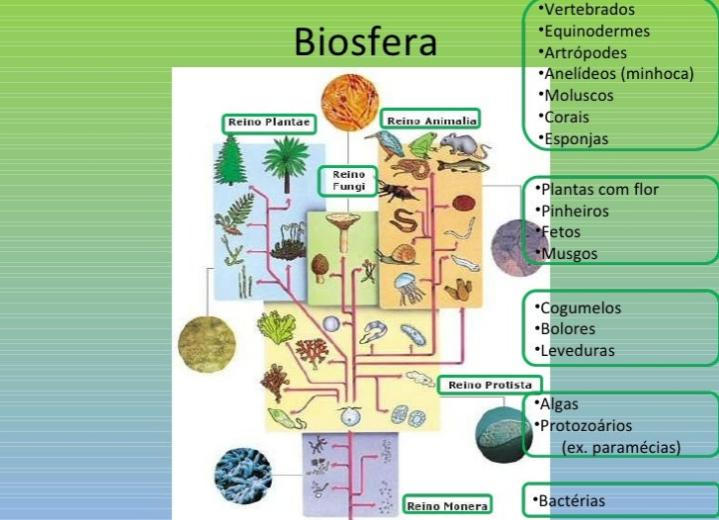 Biosfera
Reino Plantae
Reino Animalia
Reino
Fungi
Reino Protista
Reino Monera
•Vertebrados
•Equinodermes
•Artrópodes
•Anelídeos (minhoca)
•Moluscos
•Corais
•Esponjas
•Plantas com flor
•Pinheiros
•Fetos
•Musgos
•Cogumelos
•Bolores
•Leveduras
•Algas
•Protozoários
(ex. paramécias)
•Bactérias